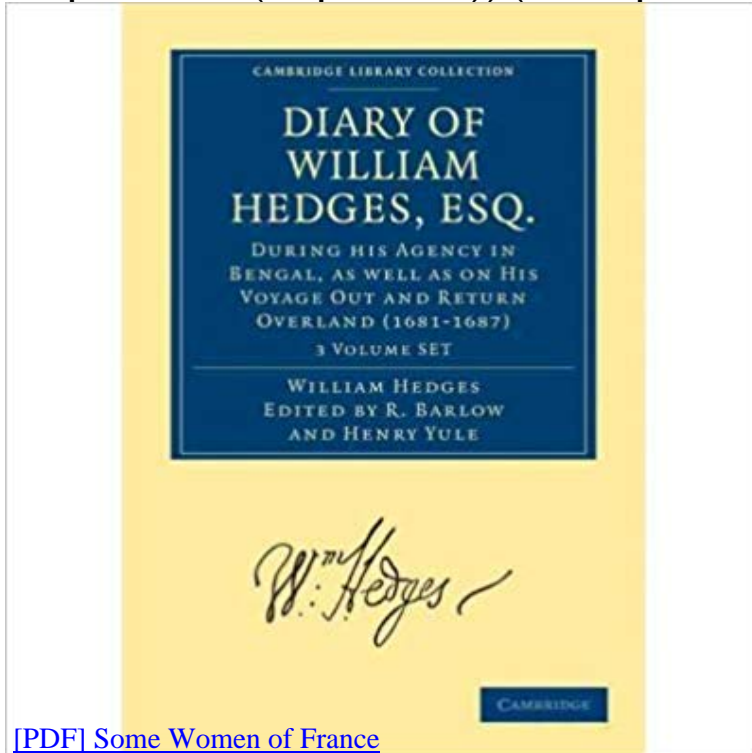 CAMBRIDGE LIBRARY COLLECTION
DIARY OF
WILLIAM
HEDGES, ESQ.
DURING HIS AGENCY IN
BENGAL, AS WELL AS ON HIS
VOYAGE OUT AND RETURN
OVERLAND (1681-1687)
3 VOLUME SET
WILLIAM HEDGES
EDITED BY R. BARLOW
AND HENRY YULE
Wm: Hedges
CAMBRIDGE
[PDF] Some Women of France